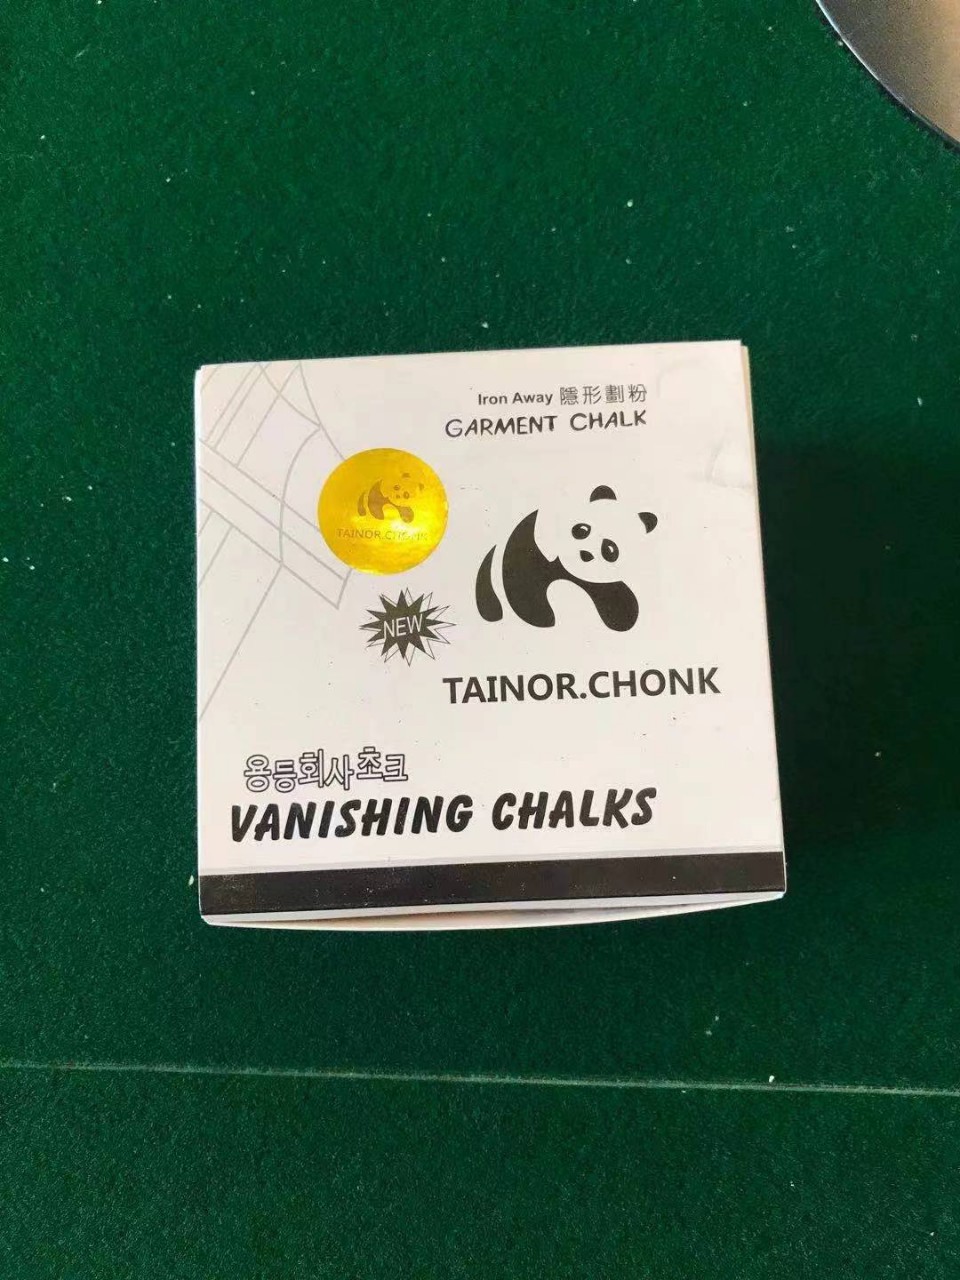 Iron Away 隱形劃粉
GARMENT CHALK
TAINOR.CHONK
NEW
TAINOR.CHONK
용등회사초크
VANISHING CHALKS